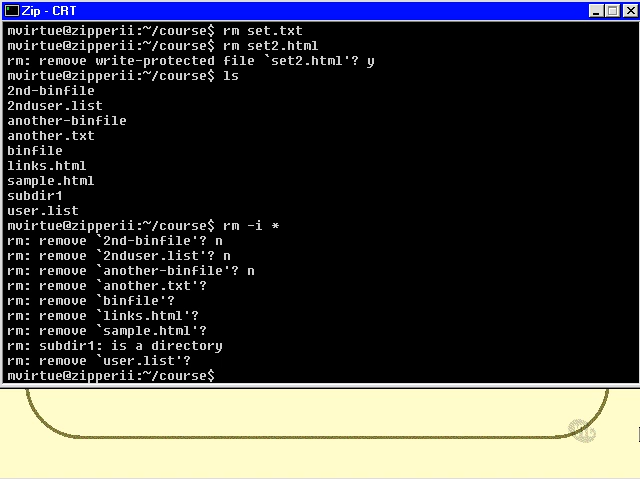 Zip - CRT
mvirtue@zipperii:~/course$ rm set.txt
mvirtue@zipperii:~/course$ rm set2.html
rm: remove write-protected file `set2.html'? y
mvirtue@zipperii:~/course$ ls
2nd-binfile
2nduser.list
another-binfile
another.txt
binfile
links.html
sample.html
subdir1
user.list
mvirtue@zipperii:~/course$ rm -i *
rm: remove `2nd-binfile'? n
rm: remove `2nduser.list'? n
rm: remove `another-binfile'? n
rm: remove `another.txt'?
rm: remove `binfile'?
rm: remove `links.html'?
rm: remove `sample.html'?
rm: subdir1: is a directory
rm: remove `user.list'?
mvirtue@zipperii:~/course$